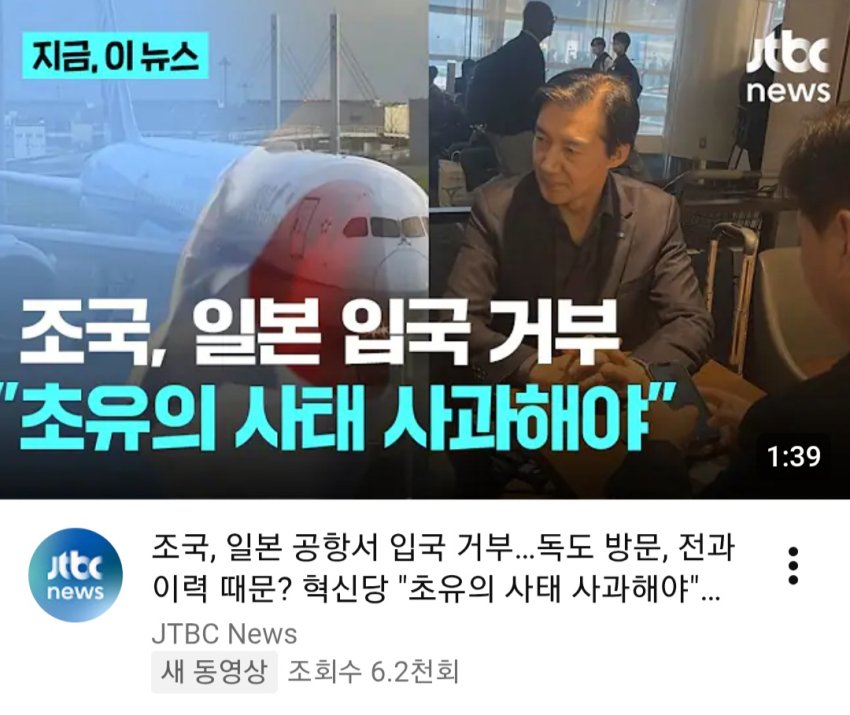 지금, 이 뉴스
jtbc
news
조국, 일본 입국 거부
"초유의 사태 사과해야"
1:39
jtbc
news
조국, 일본 공항서 입국 거부...독도 방문, 전과
이력 때문? 혁신당 "초유의 사태 사과해야"...
JTBC News
새 동영상 조회수 6.2천회